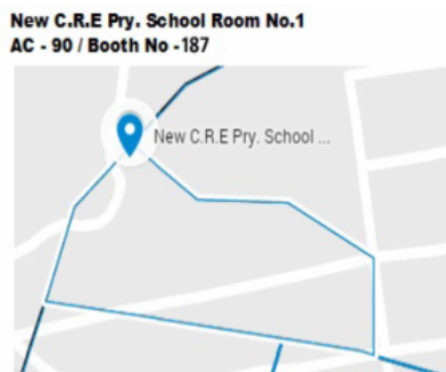 New C.R.E Pry. School Room No.1
AC - 90 / Booth No -187
New C.R.E Pry. School ...